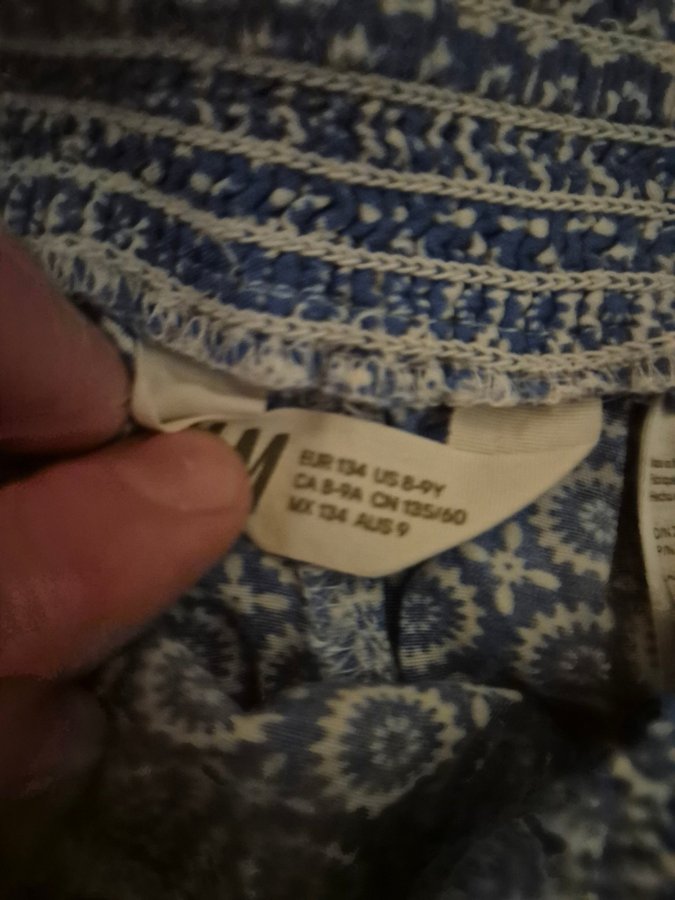 EUR 134 US 8-9Y
CA 8-9A CN 135/60
MX 134 AUS 9